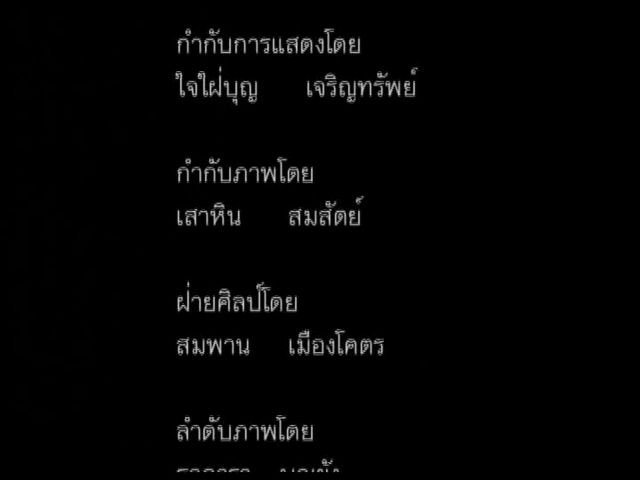 กำกับการแสดงโดย
ใจใฝ่บุญ เจริญทรัพย์
กำกับภาพโดย
เสาหิน สมสัตย์
ฝ่ายศิลป์โดย
สมพาน เมืองโคตร
ลำดับภาพโดย